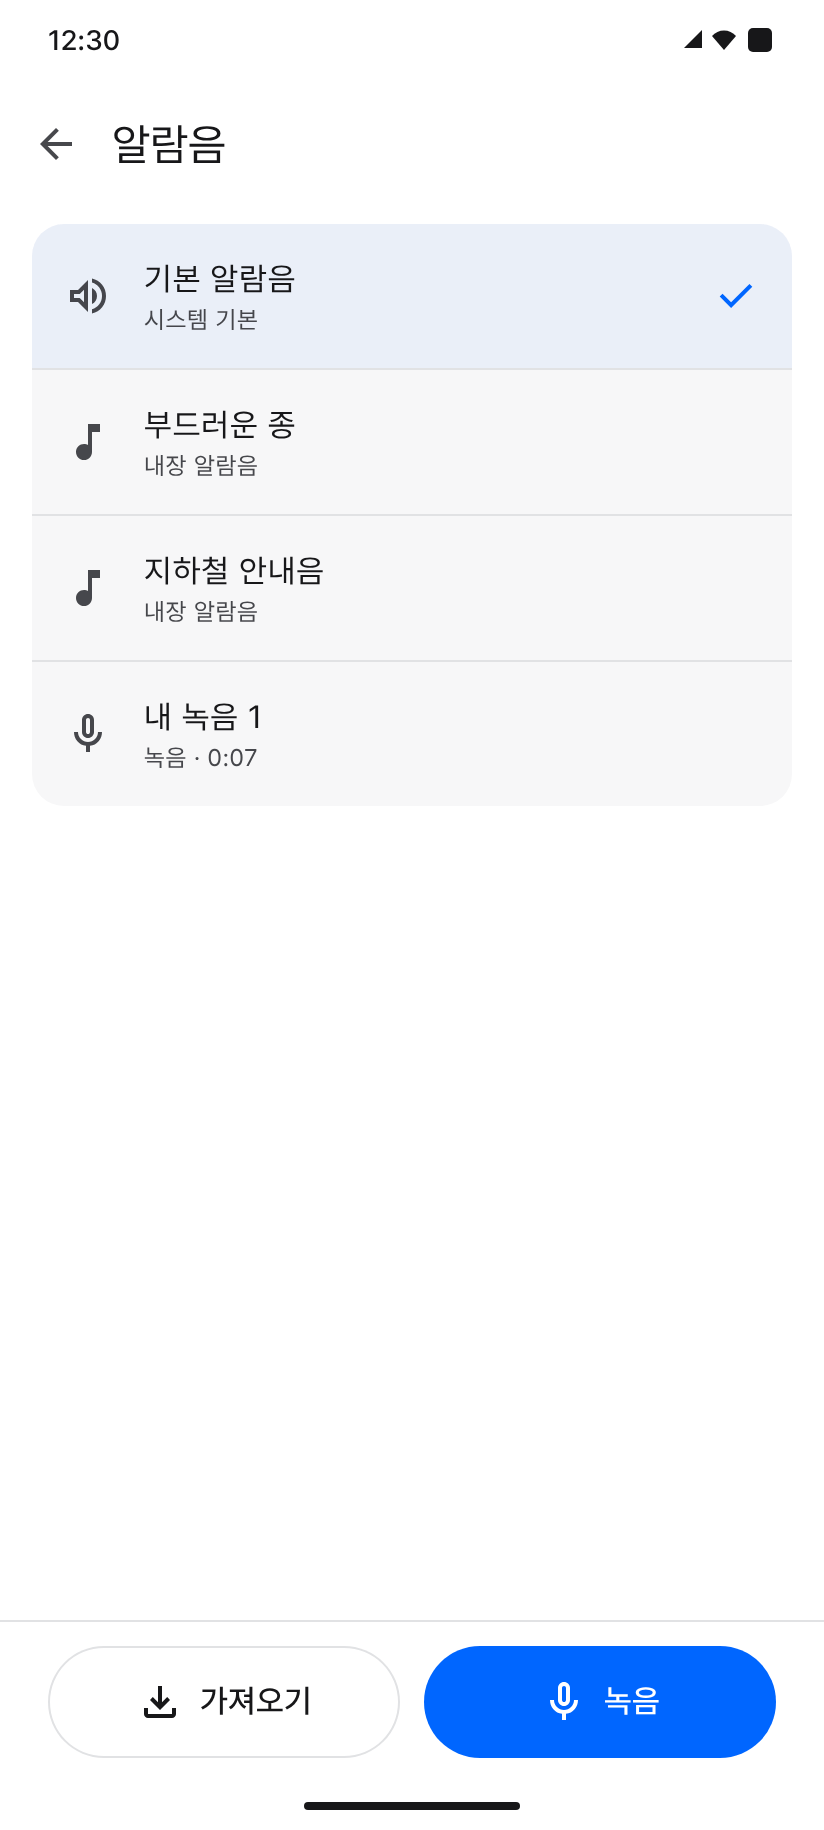 12:30
알람음
기본 알람음
시스템 기본
부드러운 종
내장 알람음
지하철 안내음
내장 알람음
내 녹음 1
녹음 · 0:07
가져오기
녹음